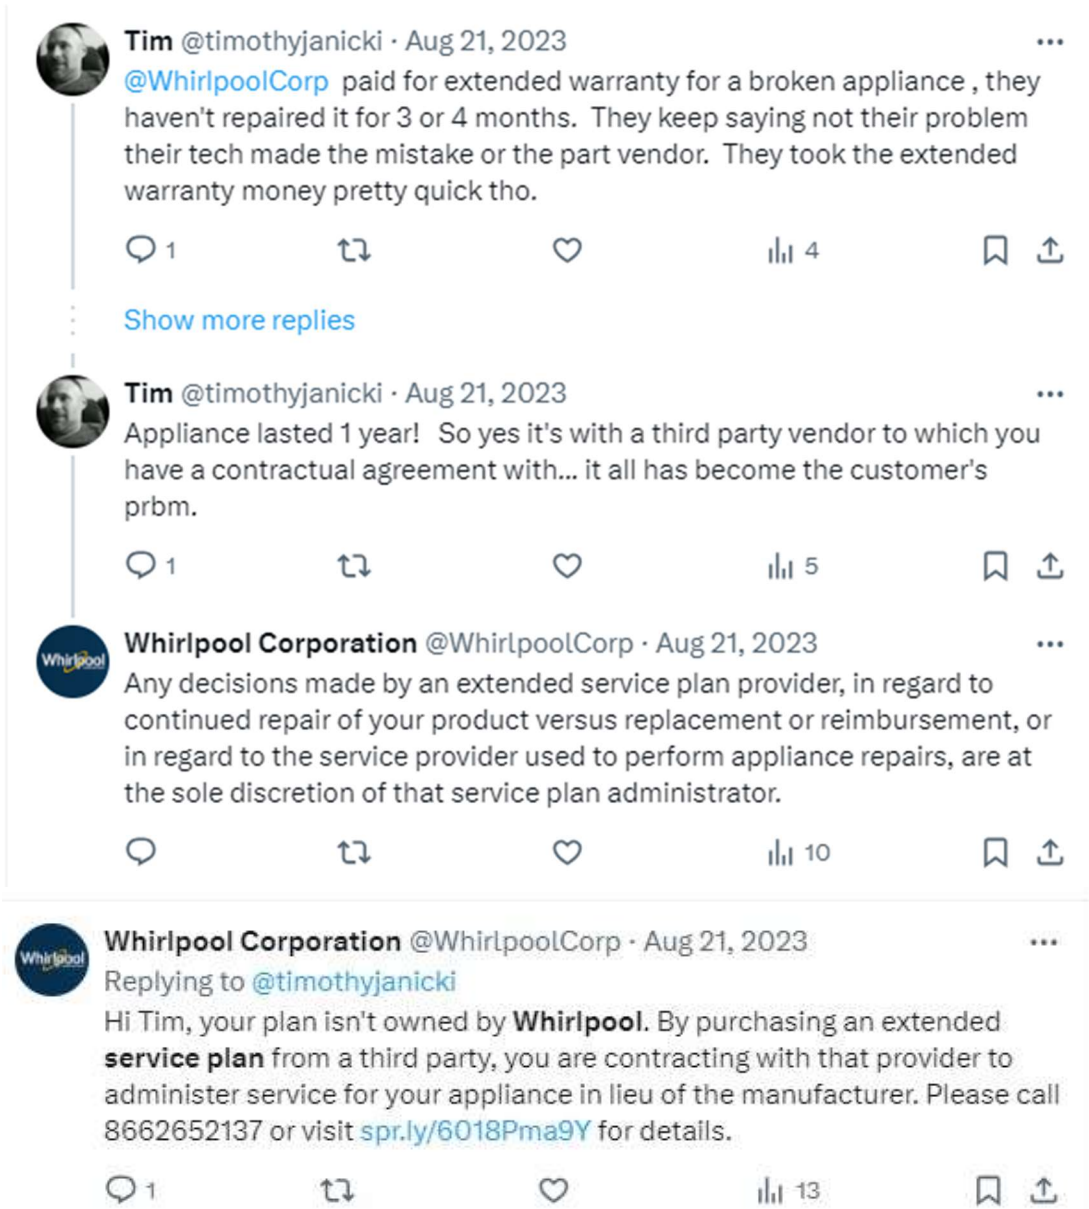 Tim @timothyjanicki · Aug 21, 2023
@WhirlpoolCorp paid for extended warranty for a broken appliance , they
haven't repaired it for 3 or 4 months. They keep saying not their problem
their tech made the mistake or the part vendor. They took the extended
warranty money pretty quick tho.
1 4
Show more replies
Tim @timothyjanicki · Aug 21, 2023
Appliance lasted 1 year! So yes it's with a third party vendor to which you
have a contractual agreement with... it all has become the customer's
prbm.
1 5
Whirlpool
Whirlpool Corporation @WhirlpoolCorp · Aug 21, 2023
Any decisions made by an extended service plan provider, in regard to
continued repair of your product versus replacement or reimbursement, or
in regard to the service provider used to perform appliance repairs, are at
the sole discretion of that service plan administrator.
10
Whirlpool
Whirlpool Corporation @WhirlpoolCorp · Aug 21, 2023
Replying to @timothyjanicki
Hi Tim, your plan isn't owned by Whirlpool. By purchasing an extended
service plan from a third party, you are contracting with that provider to
administer service for your appliance in lieu of the manufacturer. Please call
8662652137 or visit spr.ly/6018Pma9Y for details.
1 13